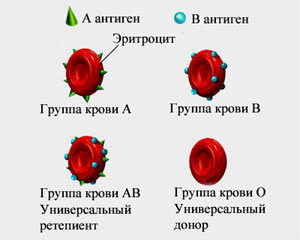 А антиген
В антиген
Эритроцит
Группа крови А
Группа крови В
Группа крови АВ
Универсальный
ретепиент
Группа крови О
Универсальный
донор